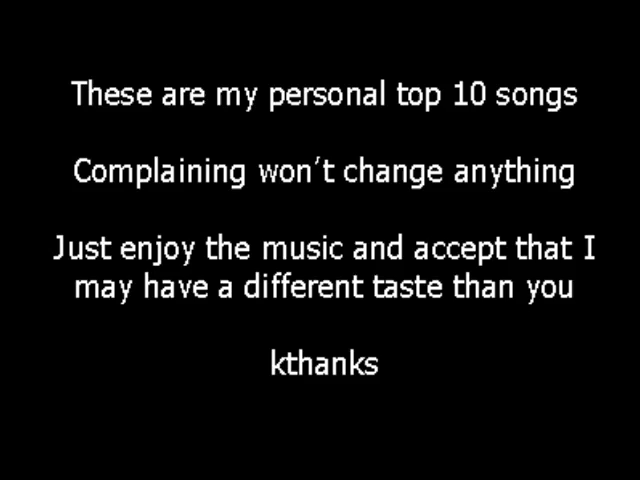 These are my personal top 10 songs
Complaining won’t change anything
Just enjoy the music and accept that I
may have a different taste than you
kthanks